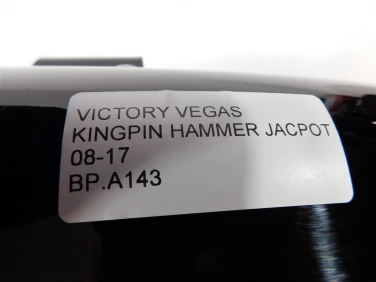 VICTORY VEGAS
KINGPIN HAMMER JACPOT
08-17
BP.A143